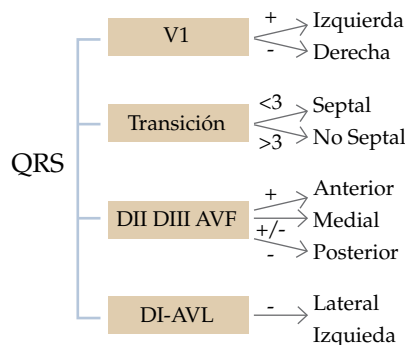 QRS
V1
+
Izquierda
-
Derecha
Transición
<3
Septal
>3
No Septal
DII DIII AVF
+
Anterior
+/-
Medial
-
Posterior
DI-AVL
-
Lateral
Izquieda